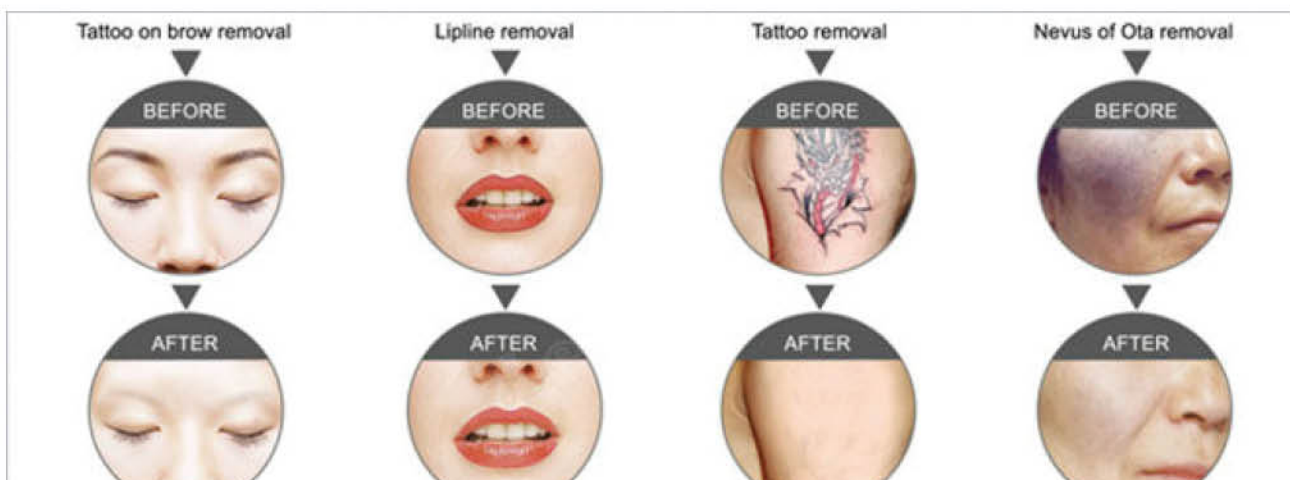 Tattoo on brow removal
Lipline removal
Tattoo removal
Nevus of Ota removal
BEFORE
BEFORE
BEFORE
BEFORE
AFTER
AFTER
AFTER
AFTER